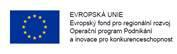 EVROPSKÁ UNIE
Evropský fond pro regionální rozvoj
Operační program Podnikání
a inovace pro konkurenceschopnost